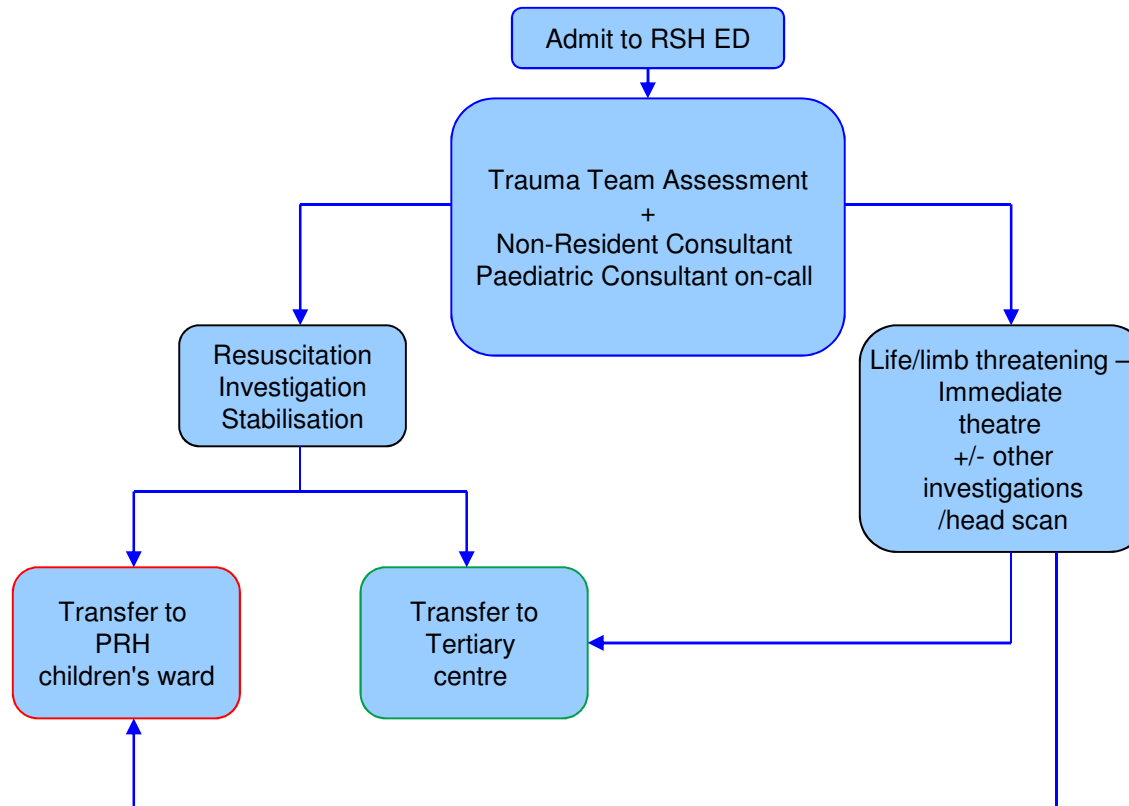 Admit to RSH ED
Trauma Team Assessment
+
Non-Resident Consultant
Paediatric Consultant on-call
Resuscitation
Investigation
Stabilisation
Life/limb threatening –
Immediate
theatre
+/- other
investigations
/head scan
Transfer to
PRH
children's ward
Transfer to
Tertiary
centre